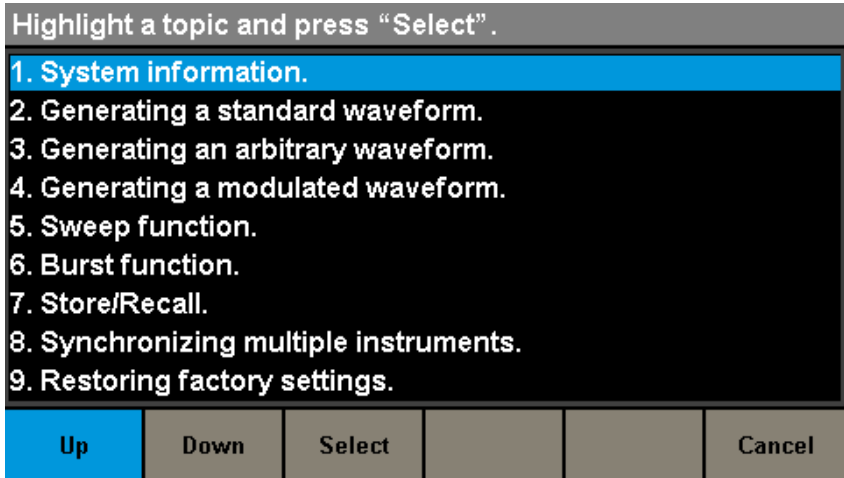 Highlight a topic and press “Select”.
1. System information.
2. Generating a standard waveform.
3. Generating an arbitrary waveform.
4. Generating a modulated waveform.
5. Sweep function.
6. Burst function.
7. Store/Recall.
8. Synchronizing multiple instruments.
9. Restoring factory settings.
Up Down Select Cancel